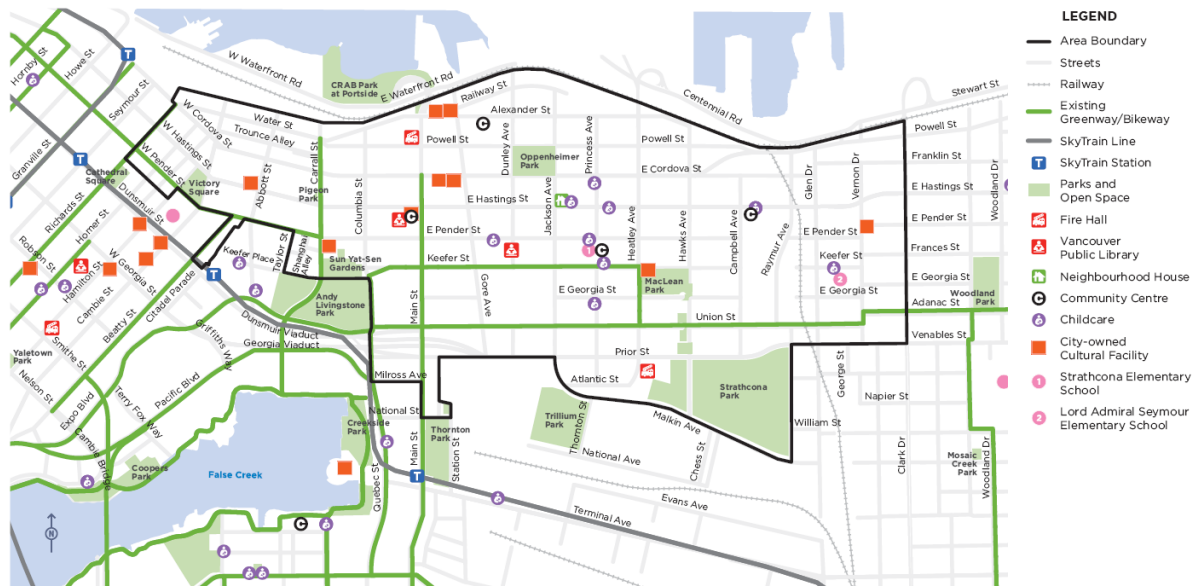 LEGEND
Area Boundary
Streets
Railway
Existing
Greenway/Bikeway
SkyTrain Line
T
SkyTrain Station
Parks and
Open Space
Fire Hall
Vancouver
Public Library
Neighbourhood House
C
Community Centre
Childcare
City-owned
Cultural Facility
1
Strathcona Elementary
School
2
Lord Admiral Seymour
Elementary School
Hornby St
Howe St
T
Seymour St
Granville St
T
W Waterfront Rd
CRAB Park
at Portside
E Waterfront Rd
Railway St
Centennial Rd
Stewart St
W Cordova St
Water St
Trounce Alley
W Hastings St
W Pender St
Alexander St
C
Powell St
Dunley Ave
Princess Ave
Powell St
Powell St
Cathedral
Square
Victory
Square
Abbott St
Carrall St
Pigeon
Park
Columbia St
Oppenheimer
Park
E Cordova St
Franklin St
Glen Dr
Vernon Dr
Woodland Dr
Dunsmuir St
Richards St
Homer St
E Hastings St
Jackson Ave
E Hastings St
C
Heatley Ave
Hawks Ave
Campbell Ave
C
Raymur Ave
E Pender St
E Pender St
E Pender St
Robson St
Hamilton St
W Georgia St
Cambie St
Keefer Place
Taylor St
Shanghai
Alley
Sun Yat-Sen
Gardens
Keefer St
1
C
Keefer St
2
Frances St
T
Citadel Parade
Beatty St
Andy
Livingstone
Park
Main St
Gore Ave
E Georgia St
MacLean
Park
E Georgia St
E Georgia St
Woodland
Park
Adanac St
Union St
Venables St
Smithe St
Griffiths Way
Dunsmuir Viaduct
Georgia Viaduct
Yaletown
Park
Nelson St
Expo Blvd
Terry Fox Way
Pacific Blvd
Milross Ave
Prior St
Atlantic St
Strathcona
Park
George St
Napier St
National St
Creekside
Park
Thornton
Park
Trillium
Park
Thornton St
Malkin Ave
William St
Cambie Bridge
Coopers
Park
False Creek
Quebec St
Main St
Station St
T
National Ave
Chess St
Clark Dr
Mosaic
Creek
Park
Woodland Dr
Evans Ave
Terminal Ave
C
N